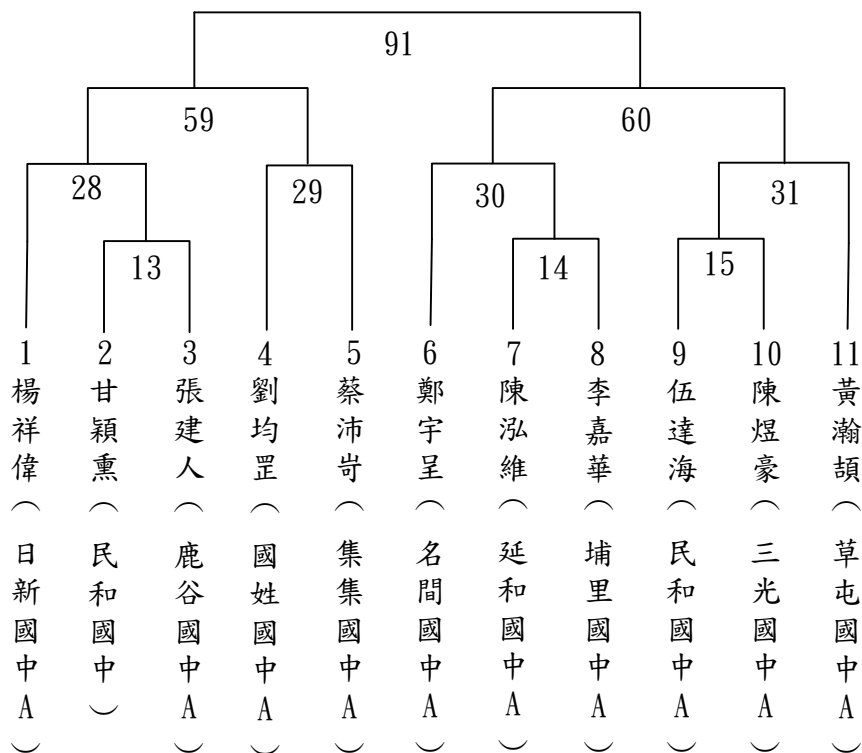 91
59
60
28
29
30
31
13
14
15
1 楊祥偉（日新國中A）
2 甘穎熏（民和國中）
3 張建人（鹿谷國中A）
4 劉均罡（國姓國中A）
5 蔡沛岢（集集國中A）
6 鄭宇呈（名間國中A）
7 陳泓維（延和國中A）
8 李嘉華（埔里國中A）
9 伍達海（民和國中A）
10 陳煜豪（三光國中A）
11 黃瀚頡（草屯國中A）